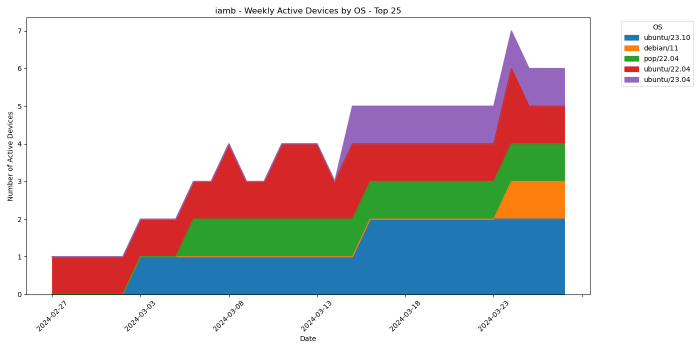 iamb - Weekly Active Devices by OS - Top 25
OS
ubuntu/23.10
debian/11
pop/22.04
ubuntu/22.04
ubuntu/23.04
Number of Active Devices
7
6
5
4
3
2
1
0
2024-02-27
2024-03-03
2024-03-08
2024-03-13
2024-03-18
2024-03-23
Date